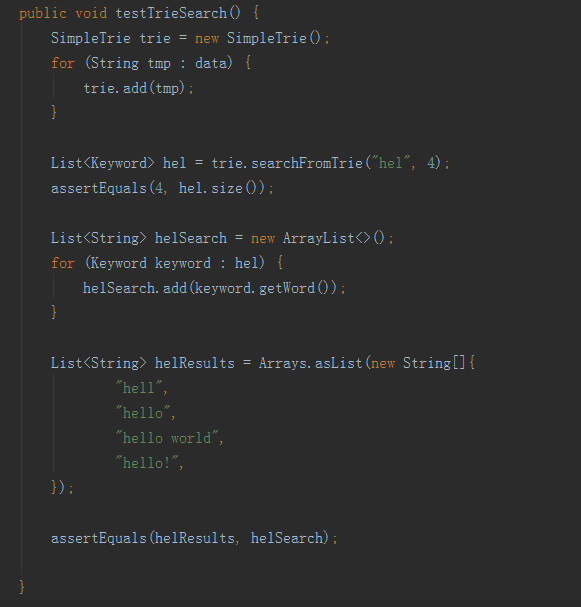 public void testTrieSearch() {
    SimpleTrie trie = new SimpleTrie();
    for (String tmp : data) {
        trie.add(tmp);
    }

    List<Keyword> hel = trie.searchFromTrie("hel", 4);
    assertEquals(4, hel.size());

    List<String> helSearch = new ArrayList<>();
    for (Keyword keyword : hel) {
        helSearch.add(keyword.getWord());
    }

    List<String> helResults = Arrays.asList(new String[]{
            "hell",
            "hello",
            "hello world",
            "hello!",
    });

    assertEquals(helResults, helSearch);

}